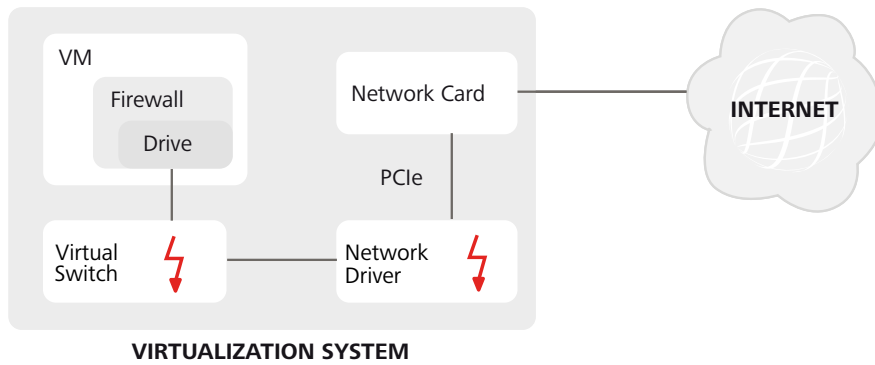 VM
Firewall
Drive
Network Card
INTERNET
PCIe
Virtual
Switch
Network
Driver
VIRTUALIZATION SYSTEM